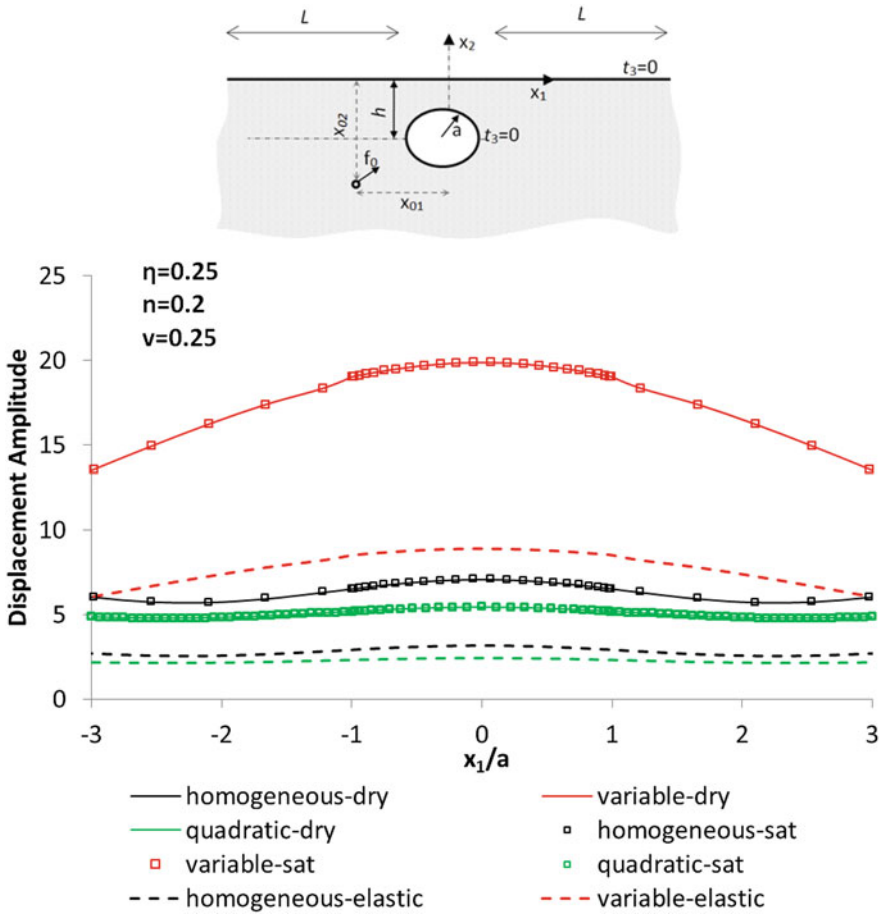 L L
x₂
t₃=0
x₁
h
x₀₂
a
t₃=0
f₀
x₀₁
η=0.25
n=0.2
ν=0.25
Displacement Amplitude
25
20
15
10
5
0
-3 -2 -1 0 1 2 3
x₁/a
homogeneous-dry variable-dry
quadratic-dry homogeneous-sat
variable-sat quadratic-sat
homogeneous-elastic variable-elastic